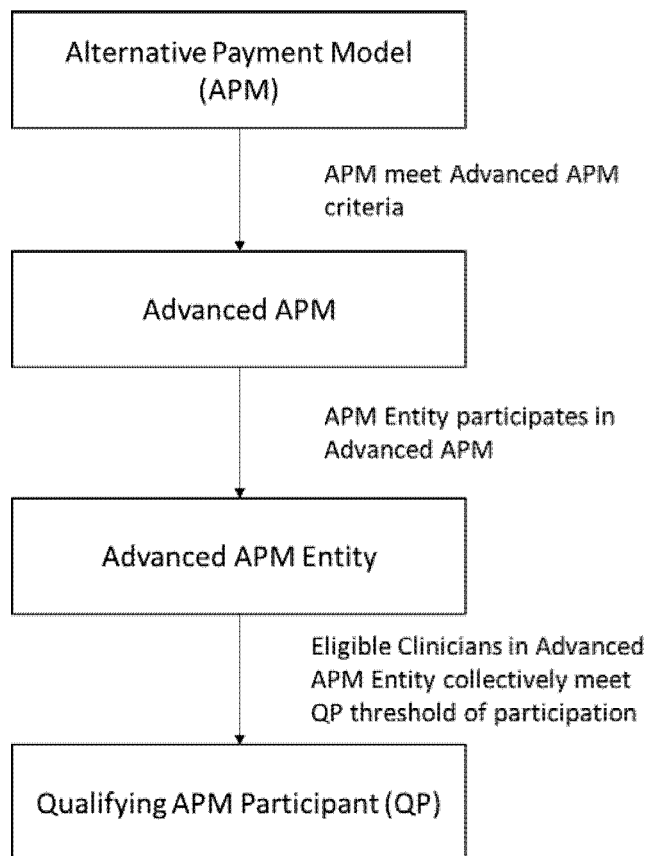 Alternative Payment Model
(APM)
APM meet Advanced APM
criteria
Advanced APM
APM Entity participates in
Advanced APM
Advanced APM Entity
Eligible Clinicians in Advanced
APM Entity collectively meet
QP threshold of participation
Qualifying APM Participant (QP)